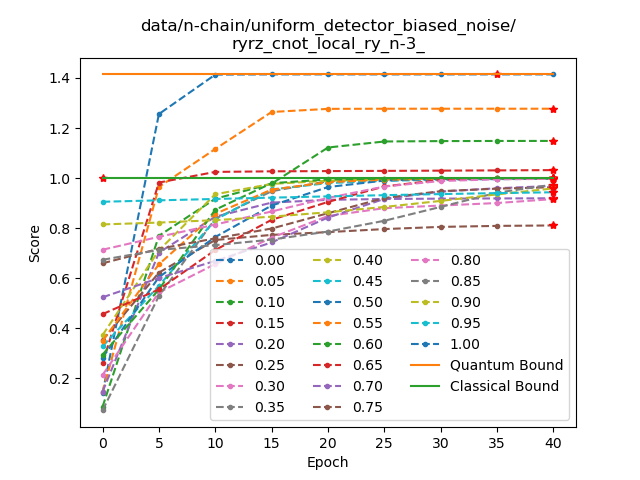 data/n-chain/uniform_detector_biased_noise/
ryrz_cnot_local_ry_n-3_
Score
1.4
1.2
1.0
0.8
0.6
0.4
0.2
0.00 0.40 0.80
0.05 0.45 0.85
0.10 0.50 0.90
0.15 0.55 0.95
0.20 0.60 1.00
0.25 0.65 Quantum Bound
0.30 0.70 Classical Bound
0.35 0.75
0 5 10 15 20 25 30 35 40
Epoch